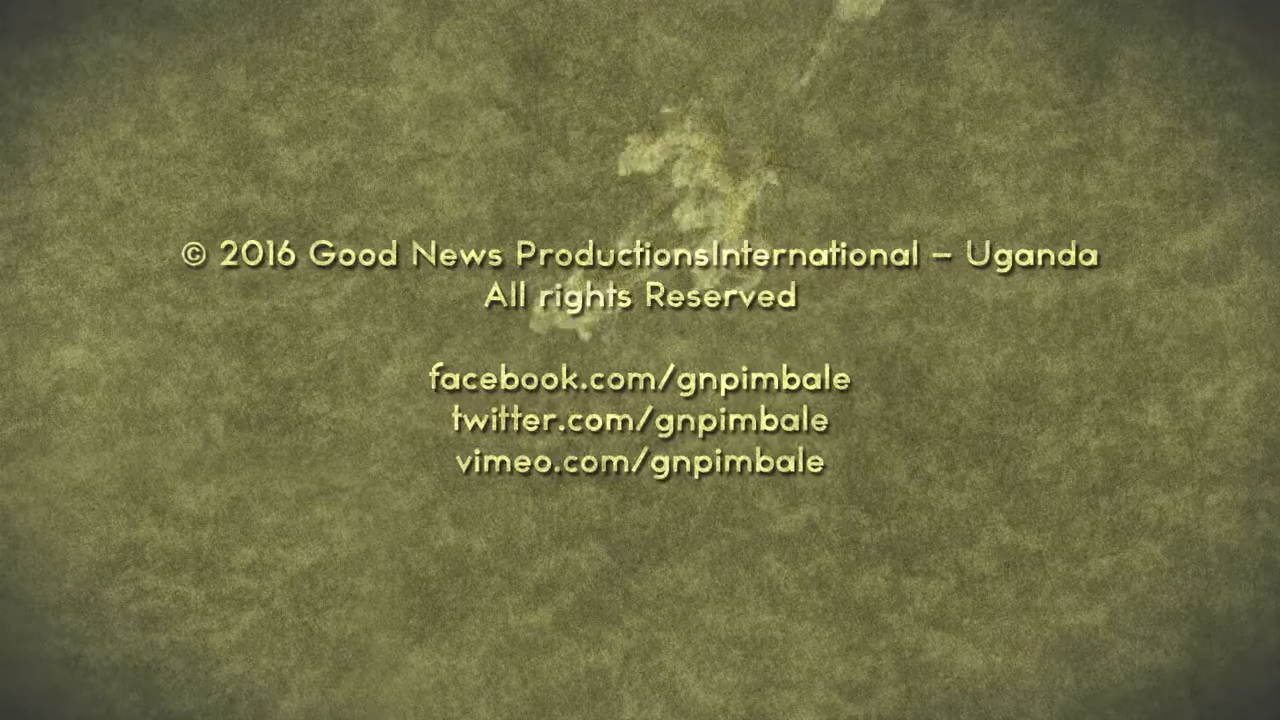 © 2016 Good News ProductionsInternational – Uganda
All rights Reserved
facebook.com/gnpimbale
twitter.com/gnpimbale
vimeo.com/gnpimbale